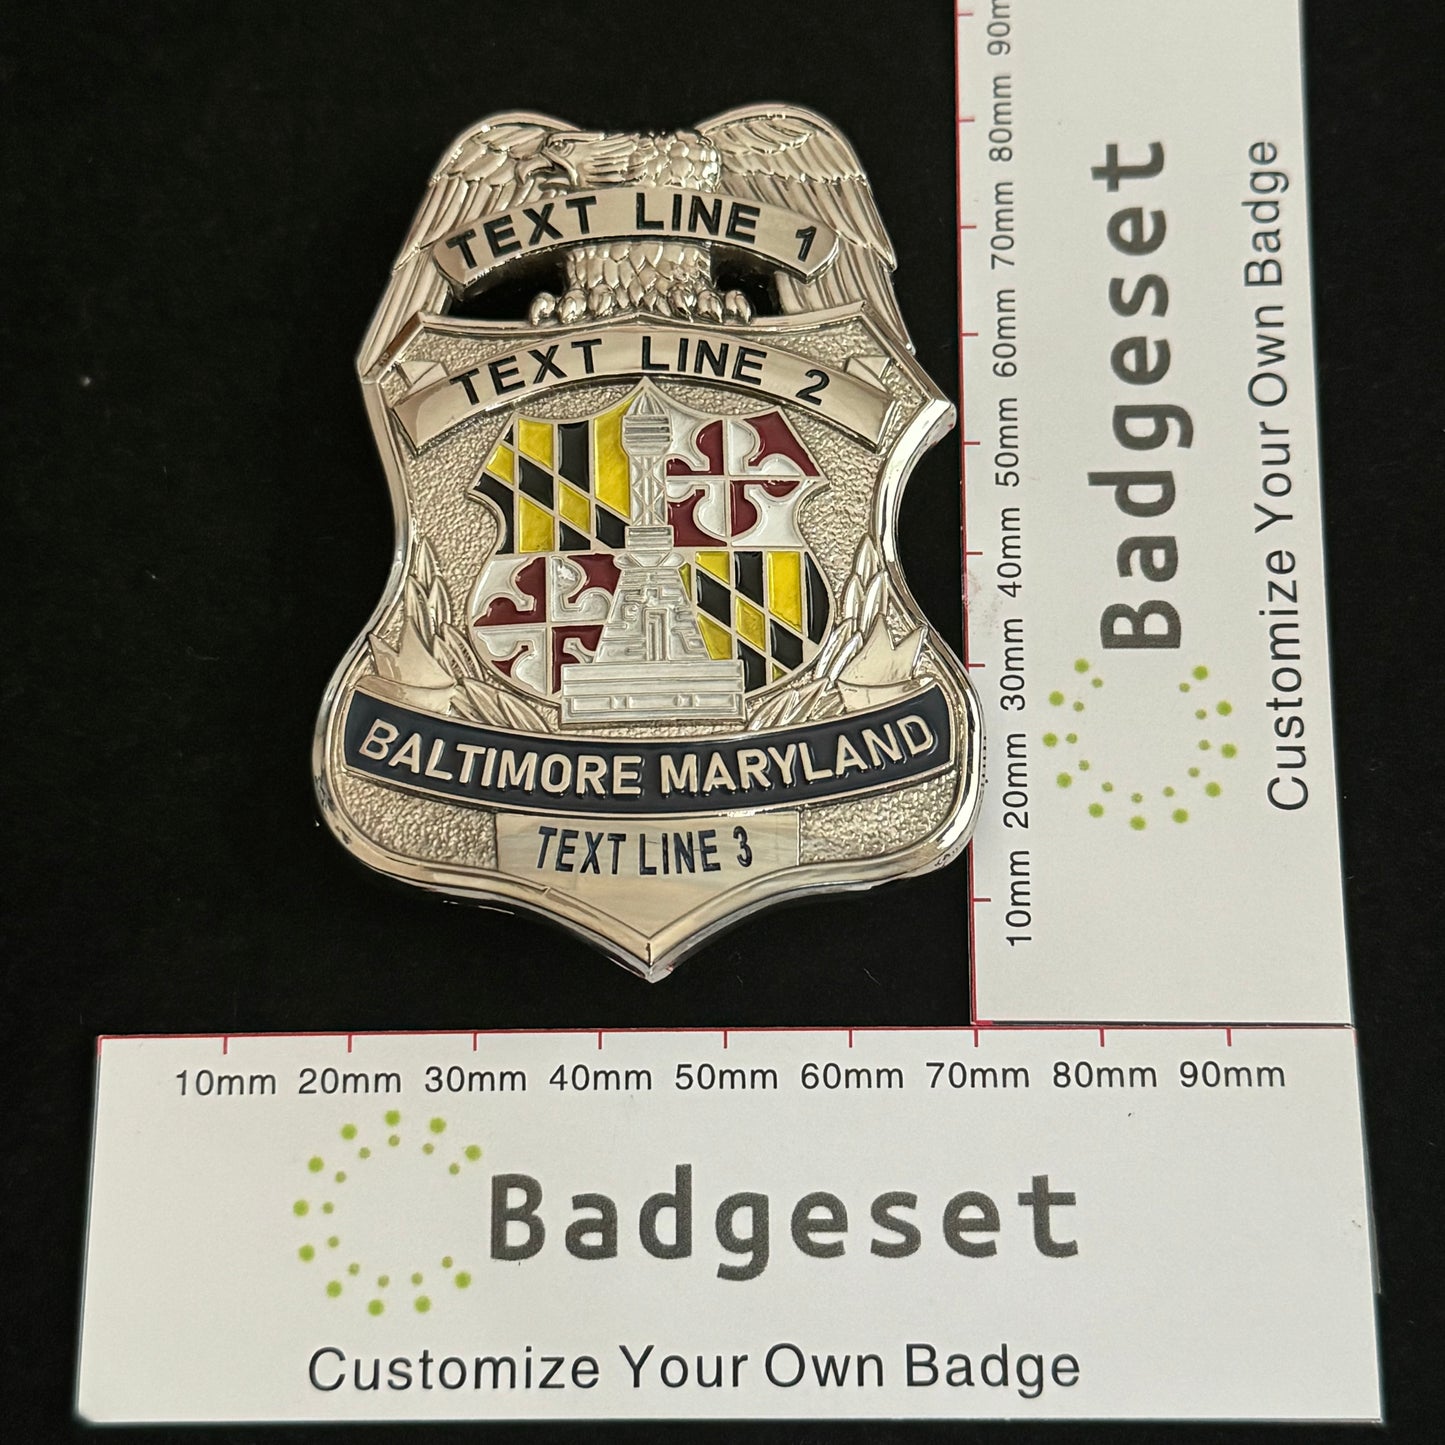 TEXT LINE 1
TEXT LINE 2
BALTIMORE MARYLAND
TEXT LINE 3
90mm
80mm
70mm
60mm
50mm
40mm
30mm
20mm
10mm
Badgeset
Customize Your Own Badge
10mm 20mm 30mm 40mm 50mm 60mm 70mm 80mm 90mm
Badgeset
Customize Your Own Badge